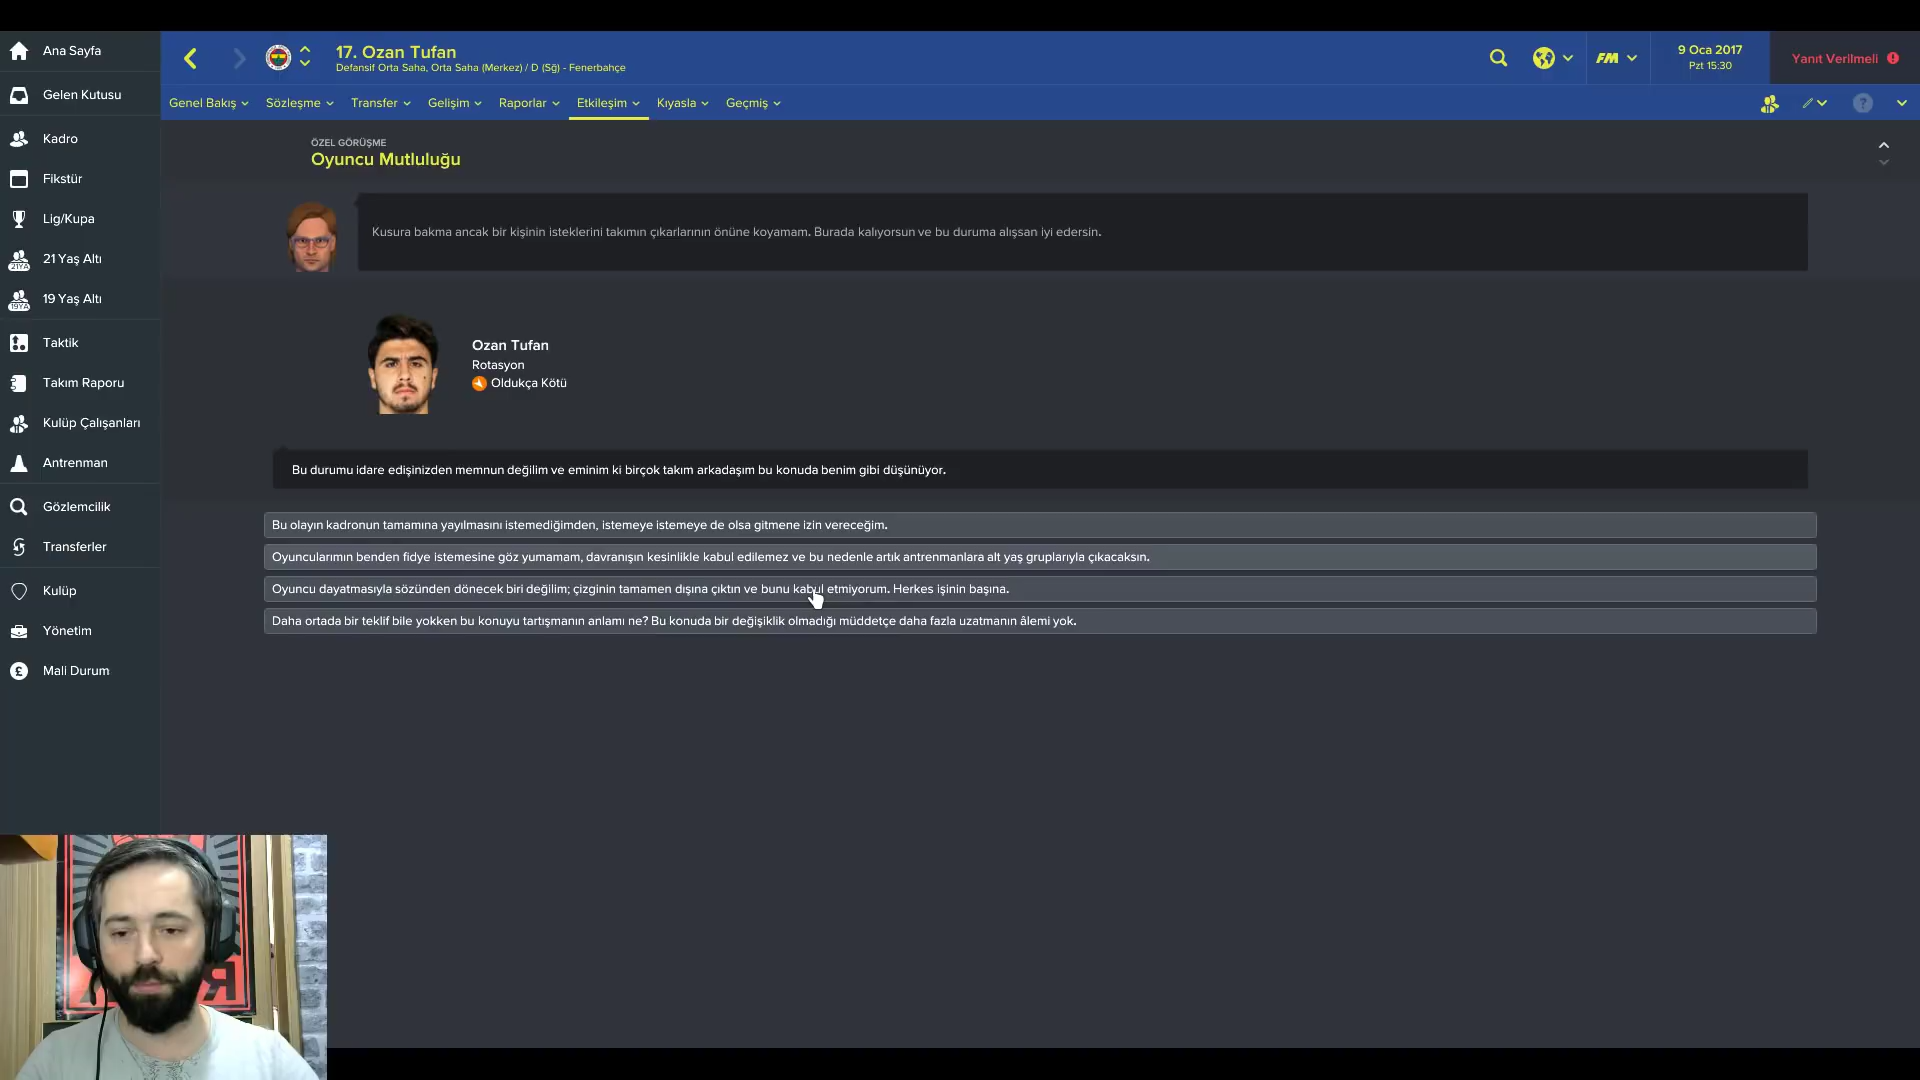 Ana Sayfa
Gelen Kutusu
Kadro
Fikstür
Lig/Kupa
21YA
21 Yaş Altı
19YA
19 Yaş Altı
Taktik
Takım Raporu
Kulüp Çalışanları
Antrenman
Gözlemcilik
Transferler
Kulüp
Yönetim
Mali Durum
17. Ozan Tufan
Defansif Orta Saha, Orta Saha (Merkez) / D (Sğ) - Fenerbahçe
FM
9 Oca 2017
Pzt 15:30
Yanıt Verilmeli
Genel Bakış
Sözleşme
Transfer
Gelişim
Raporlar
Etkileşim
Kıyasla
Geçmiş
ÖZEL GÖRÜŞME
Oyuncu Mutluluğu
Kusura bakma ancak bir kişinin isteklerini takımın çıkarlarının önüne koyamam. Burada kalıyorsun ve bu duruma alışsan iyi edersin.
Ozan Tufan
Rotasyon
Oldukça Kötü
Bu durumu idare edişinizden memnun değilim ve eminim ki birçok takım arkadaşım bu konuda benim gibi düşünüyor.
Bu olayın kadronun tamamına yayılmasını istemediğimden, istemeye istemeye de olsa gitmene izin vereceğim.
Oyuncularımın benden fidye istemesine göz yumamam, davranışın kesinlikle kabul edilemez ve bu nedenle artık antrenmanlara alt yaş gruplarıyla çıkacaksın.
Oyuncu dayatmasıyla sözünden dönecek biri değilim; çizginin tamamen dışına çıktın ve bunu kabul etmiyorum. Herkes işinin başına.
Daha ortada bir teklif bile yokken bu konuyu tartışmanın anlamı ne? Bu konuda bir değişiklik olmadığı müddetçe daha fazla uzatmanın âlemi yok.